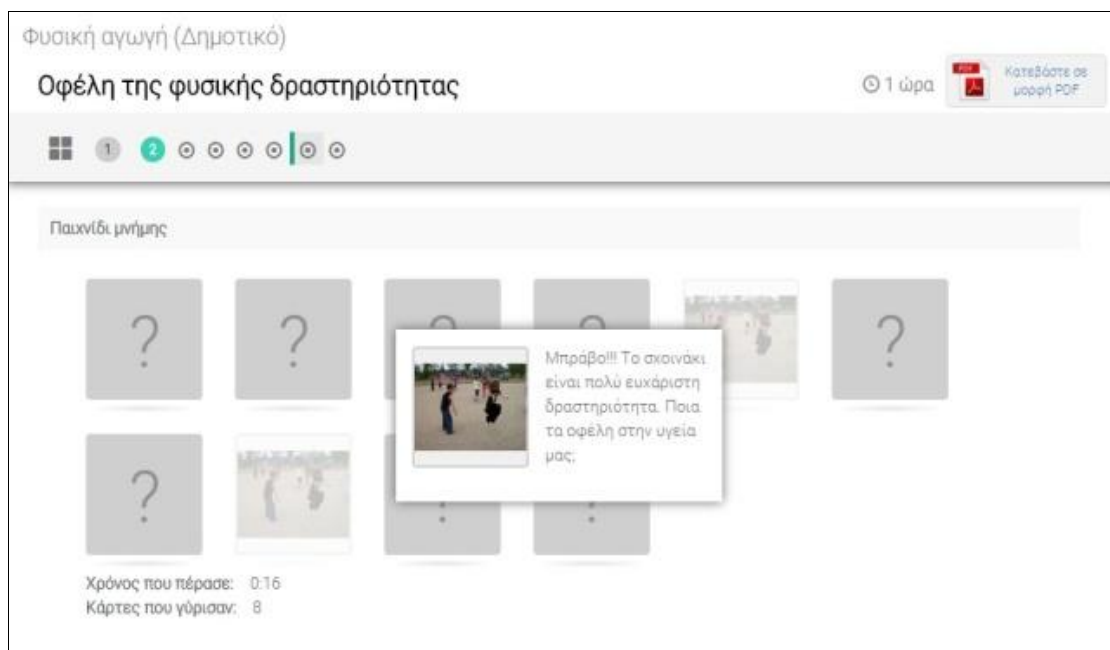 Φυσική αγωγή (Δημοτικό)
Οφέλη της φυσικής δραστηριότητας
1 ώρα
PDF
Κατεβάστε σε
μορφή PDF
1 2
Παιχνίδι μνήμης
? ? ? ?
Μπράβο!!! Το σχοινάκι
είναι πολύ ευχάριστη
δραστηριότητα. Ποια
τα οφέλη στην υγεία
μας;
Χρόνος που πέρασε: 0:16
Κάρτες που γύρισαν: 8